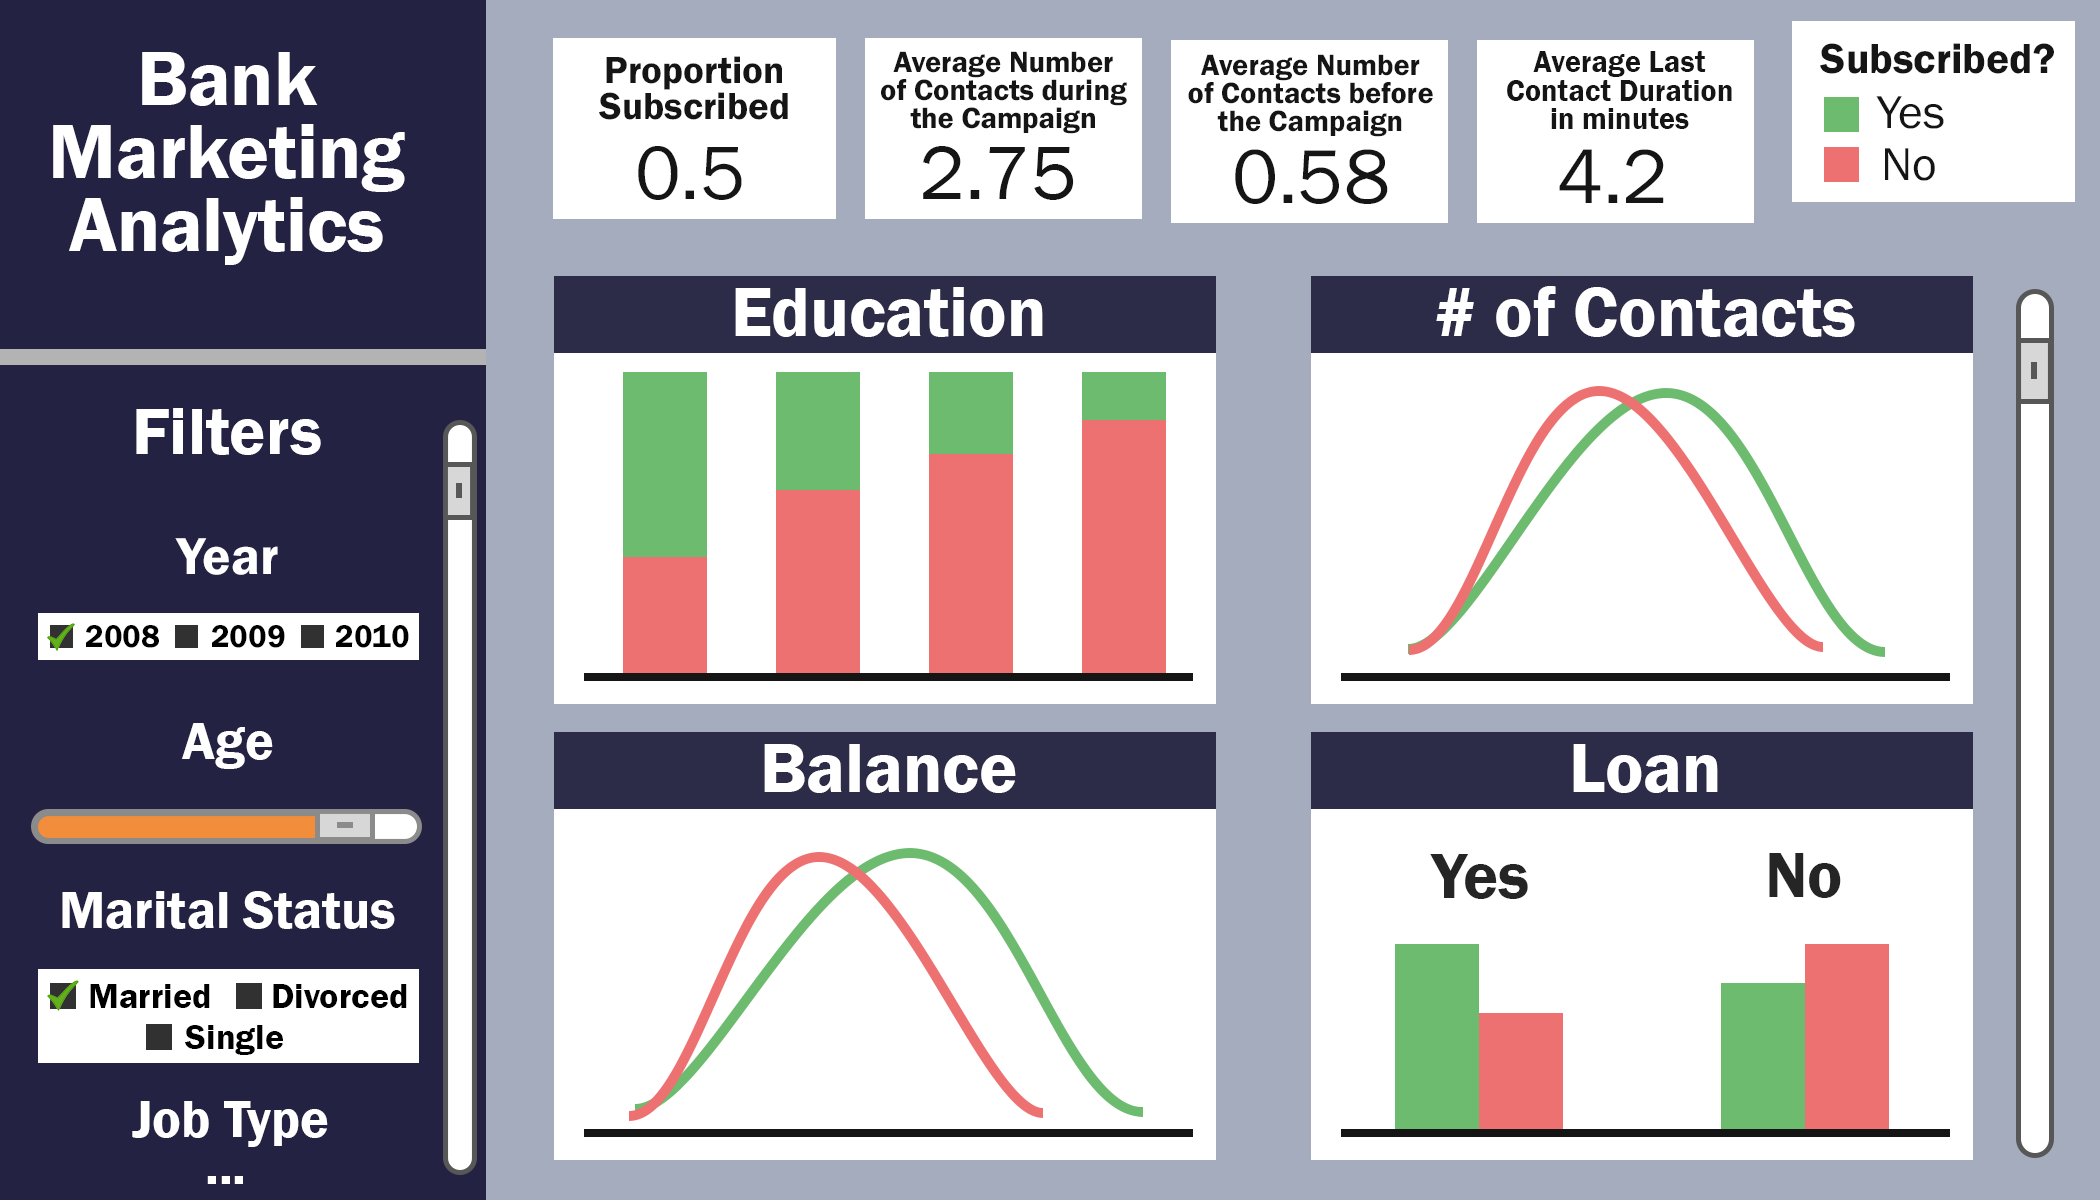 Bank
Marketing
Analytics
Filters
Year
2008 2009 2010
Age
Marital Status
Married Divorced
Single
Job Type
...
Proportion
Subscribed
0.5
Average Number
of Contacts during
the Campaign
2.75
Average Number
of Contacts before
the Campaign
0.58
Average Last
Contact Duration
in minutes
4.2
Subscribed?
Yes
No
Education
# of Contacts
Balance
Loan
Yes No